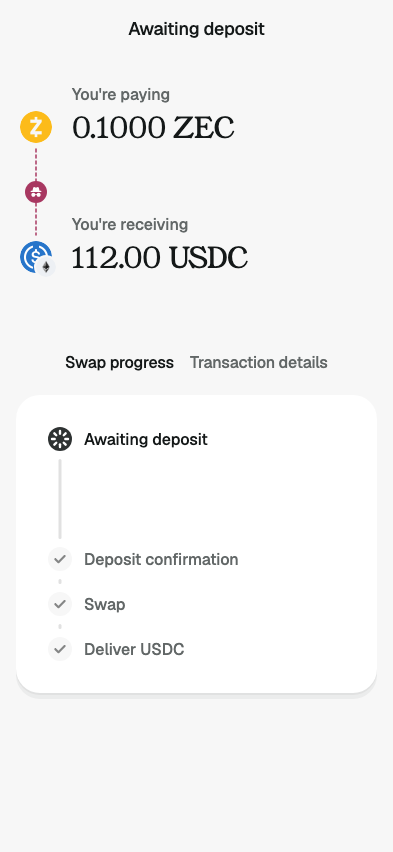 Awaiting deposit
You're paying
0.1000 ZEC
You're receiving
112.00 USDC
Swap progress Transaction details
Awaiting deposit
Deposit confirmation
Swap
Deliver USDC